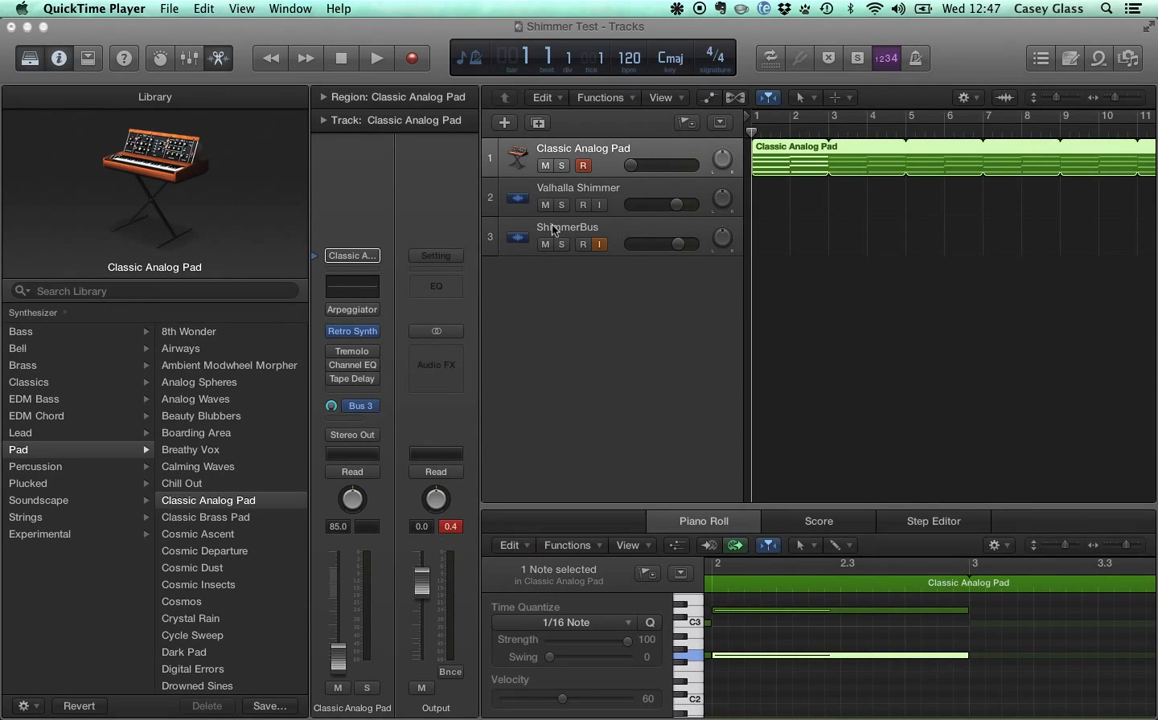 QuickTime Player File Edit View Window Help
Wed 12:47 Casey Glass
Shimmer Test - Tracks
1 1 1 1 120 Cmaj 4/4
bar beat div tick bpm key signature
1234
Library
Region: Classic Analog Pad
Track: Classic Analog Pad
Edit Functions View
1 2 3 4 5 6 7 8 9 10 11
1 Classic Analog Pad
M S R
2 Valhalla Shimmer
M S R I
3 ShimmerBus
M S R I
Classic Analog Pad
Classic Analog Pad
Search Library
Synthesizer
Bass
Bell
Brass
Classics
EDM Bass
EDM Chord
Lead
Pad
Percussion
Plucked
Soundscape
Strings
Experimental
8th Wonder
Airways
Ambient Modwheel Morpher
Analog Spheres
Analog Waves
Beauty Blubbers
Boarding Area
Breathy Vox
Calming Waves
Chill Out
Classic Analog Pad
Classic Brass Pad
Cosmic Ascent
Cosmic Departure
Cosmic Dust
Cosmic Insects
Cosmos
Crystal Rain
Cycle Sweep
Dark Pad
Digital Errors
Drowned Sines
Revert Delete Save...
Classic A...
Arpeggiator
Retro Synth
Tremolo
Channel EQ
Tape Delay
Bus 3
Stereo Out
Read
85.0
M S
Classic Analog Pad
Setting
EQ
Audio FX
Read
0.0 0.4
Bnce
M
Output
Piano Roll Score Step Editor
Edit Functions View
1 Note selected
in Classic Analog Pad
2 2.3 3 3.3
Classic Analog Pad
Time Quantize
1/16 Note Q
Strength 100
Swing 0
Velocity
60
C3
C2